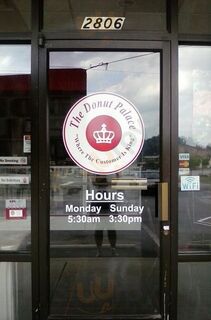 2806
The Donut Palace
"Where The Customer Is King"
Hours
Monday Sunday
5:30am 3:30pm
WiFi